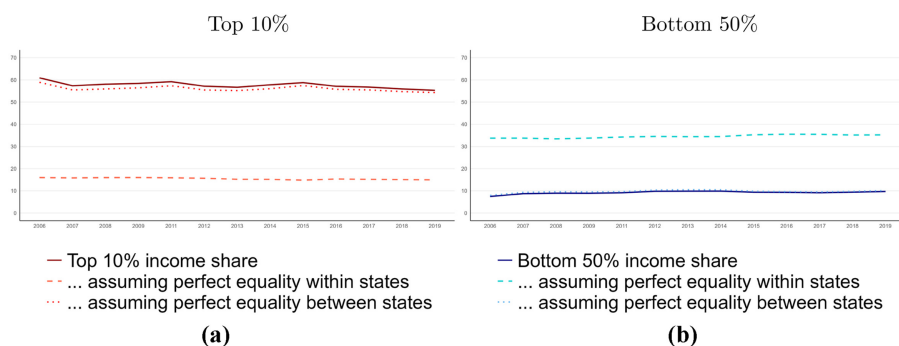 Top 10%
Bottom 50%
70
60
50
40
30
20
10
0
2006 2007 2008 2009 2011 2012 2013 2014 2015 2016 2017 2018 2019
70
60
50
40
30
20
10
0
2006 2007 2008 2009 2011 2012 2013 2014 2015 2016 2017 2018 2019
Top 10% income share
... assuming perfect equality within states
... assuming perfect equality between states
Bottom 50% income share
... assuming perfect equality within states
... assuming perfect equality between states
(a)
(b)